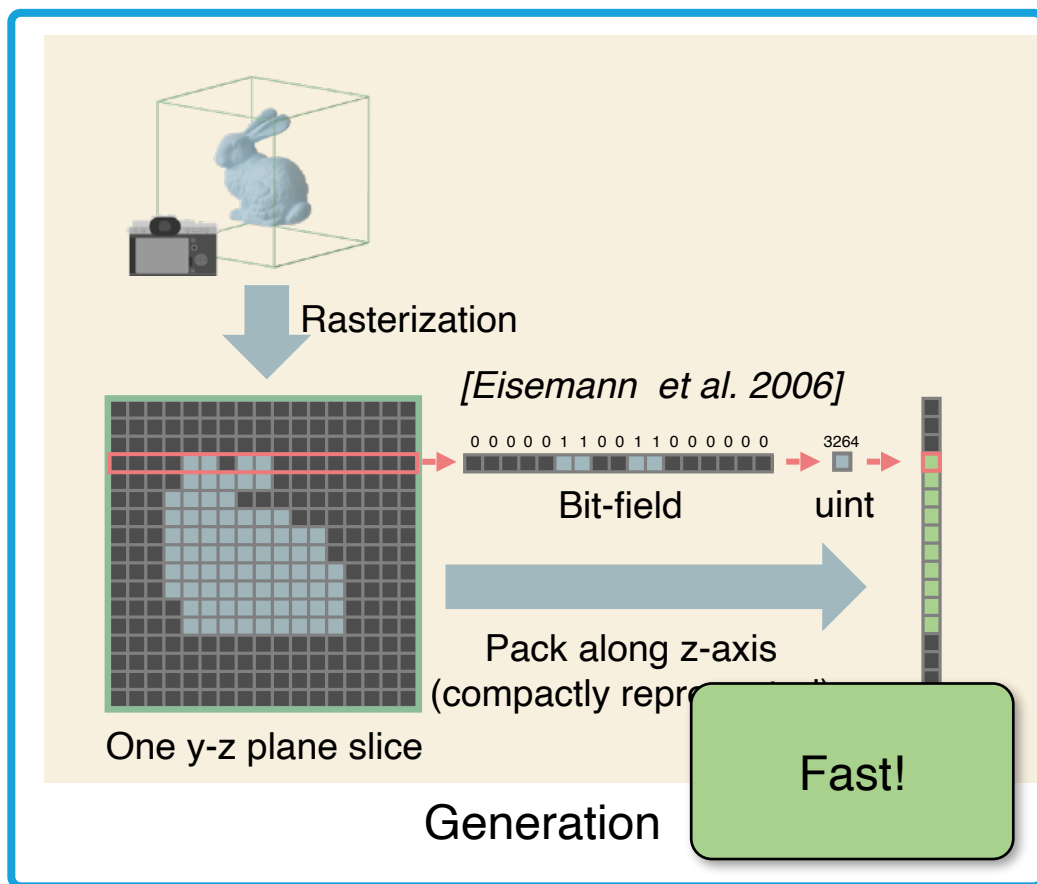 Rasterization
[Eisemann et al. 2006]
0 0 0 0 0 1 1 0 0 1 1 0 0 0 0 0 0
3264
Bit-field
uint
Pack along z-axis
(compactly
One y-z plane slice
Fast!
Generation